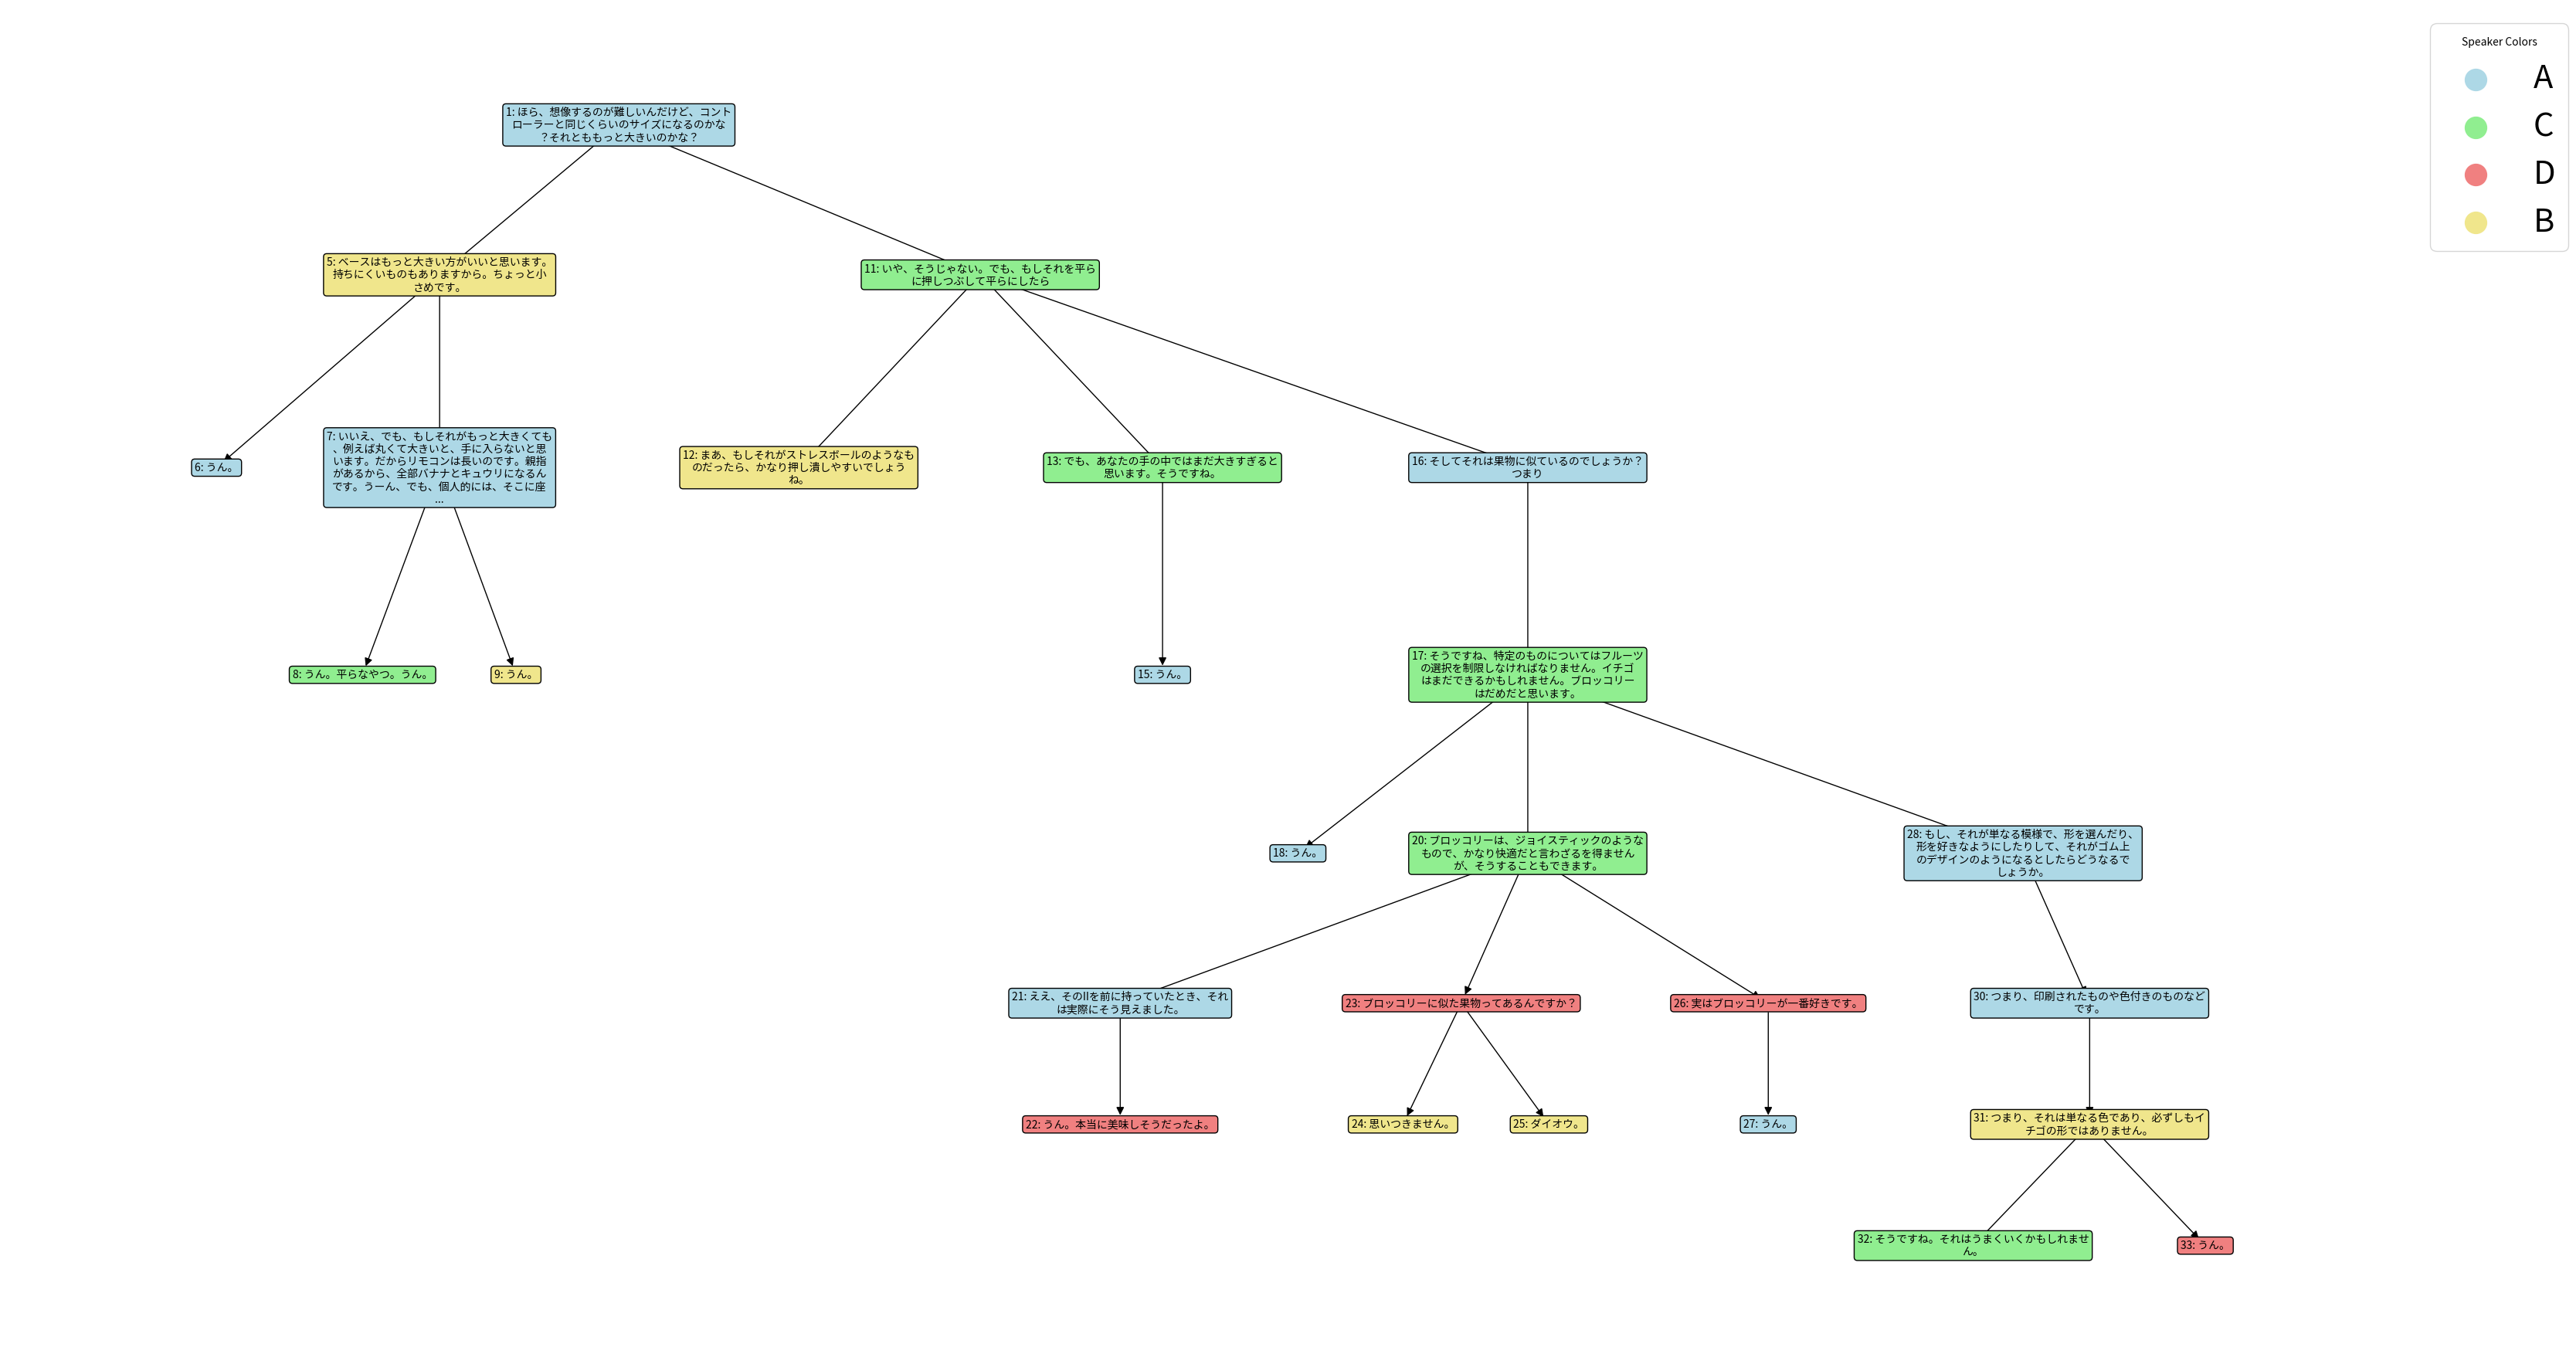 Speaker Colors
A
C
D
B
1: ほら、想像するのが難しいんだけど、コント
ローラーと同じくらいのサイズになるのかな
？それとももっと大きいのかな？
5: ベースはもっと大きい方がいいと思います。
持ちにくいものもありますから。ちょっと小
さめです。
11: いや、そうじゃない。でも、もしそれを平ら
に押しつぶして平らにしたら
6: うん。
7: いいえ、でも、もしそれがもっと大きくても
、例えば丸くて大きいと、手に入らないと思
います。だからリモコンは長いのです。親指
があるから、全部バナナとキュウリになるん
です。うーん、でも、個人的には、そこに座
...
12: まあ、もしそれがストレスボールのようなも
のだったら、かなり押し潰しやすいでしょう
ね。
13: でも、あなたの手の中ではまだ大きすぎると
思います。そうですね。
16: そしてそれは果物に似ているのでしょうか？
つまり
8: うん。平らなやつ。うん。
9: うん。
15: うん。
17: そうですね、特定のものについてはフルーツ
の選択を制限しなければなりません。イチゴ
はまだできるかもしれません。ブロッコリー
はだめだと思います。
18: うん。
20: ブロッコリーは、ジョイスティックのような
もので、かなり快適だと言わざるを得ません
が、そうすることもできます。
28: もし、それが単なる模様で、形を選んだり、
形を好きなようにしたりして、それがゴム上
のデザインのようになるとしたらどうなるで
しょうか。
21: ええ、そのIIを前に持っていたとき、それ
は実際にそう見えました。
23: ブロッコリーに似た果物ってあるんですか？
26: 実はブロッコリーが一番好きです。
30: つまり、印刷されたものや色付きのものなど
です。
22: うん。本当に美味しそうだったよ。
24: 思いつきません。
25: ダイオウ。
27: うん。
31: つまり、それは単なる色であり、必ずしもイ
チゴの形ではありません。
32: そうですね。それはうまくいくかもしれませ
ん。
33: うん。